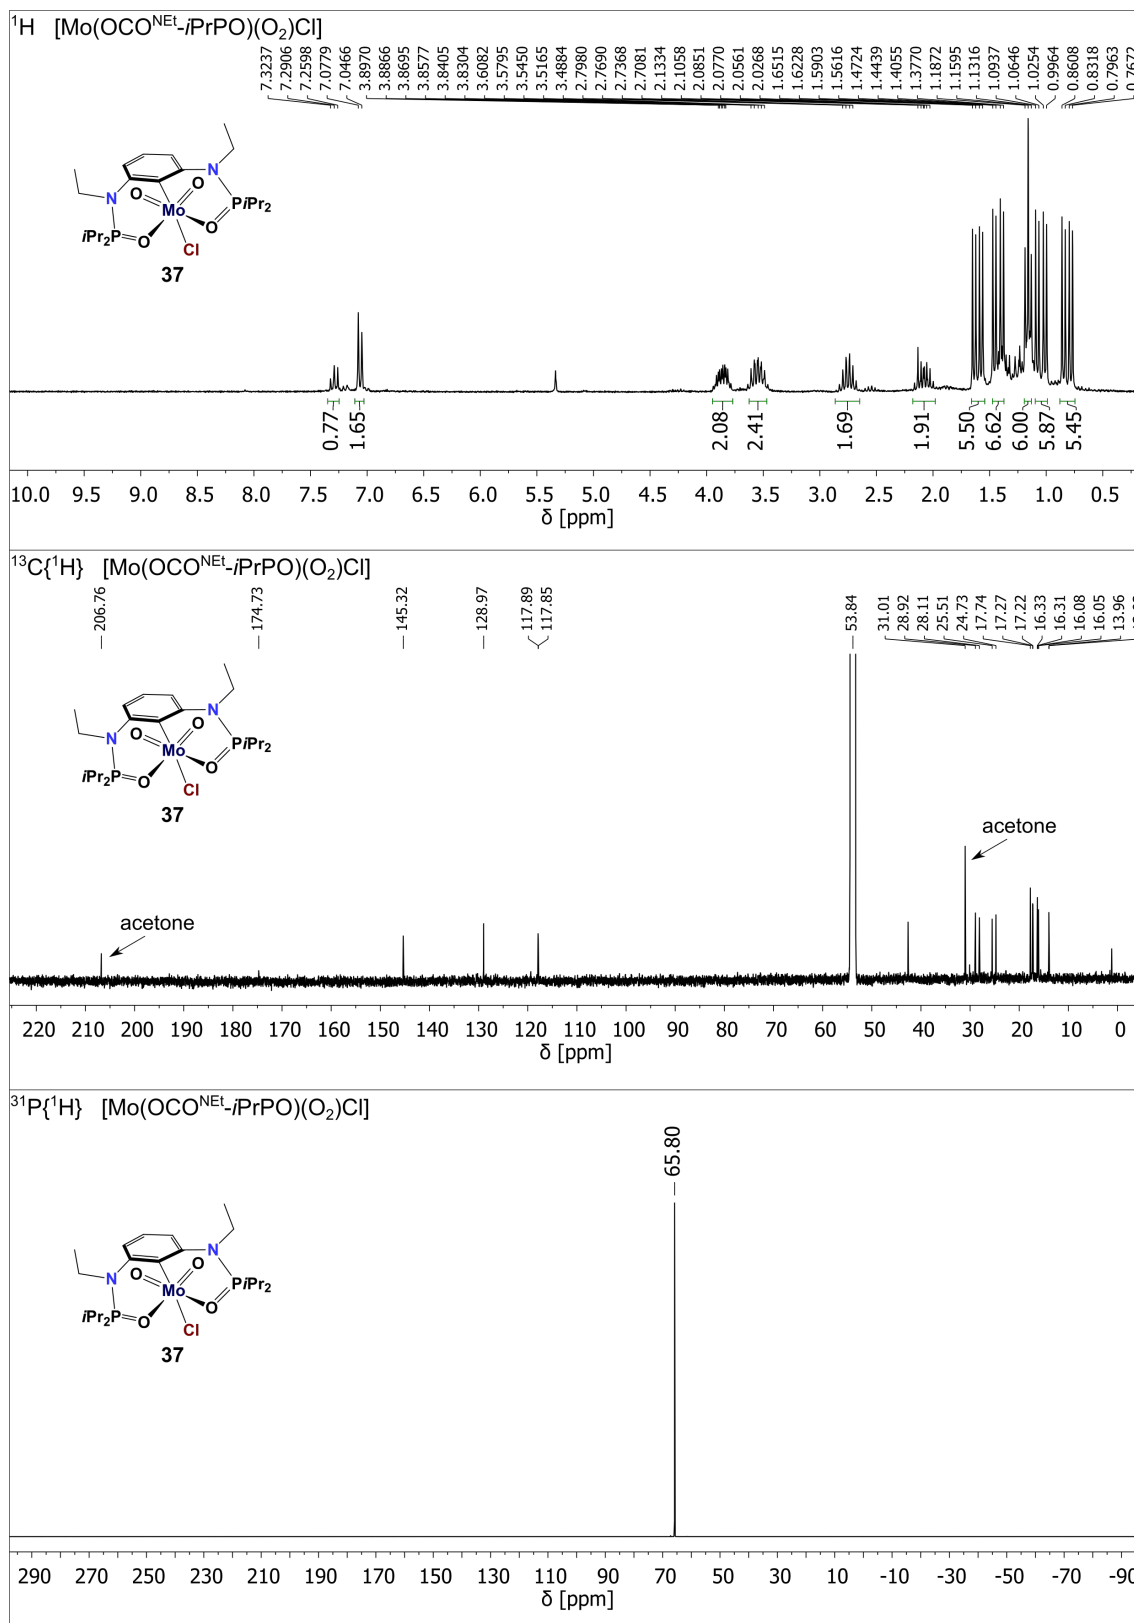 ¹H [Mo(OCO^NEt-iPrPO)(O₂)Cl]
7.3237 7.2906 7.2598 7.0779 7.0466 3.8970 3.8866 3.8695 3.8577 3.8405 3.8304 3.6082 3.5795 3.5450 3.5165 3.4884 2.7980 2.7690 2.7368 2.7081 2.1334 2.1058 2.0851 2.0770 2.0561 2.0268 1.6515 1.6228 1.5903 1.5616 1.4724 1.4439 1.4055 1.3770 1.1872 1.1595 1.1316 1.0937 1.0646 1.0254 0.9964 0.8608 0.8318 0.7963 0.7672
N
N
O O
Mo
PiPr₂
iPr₂P O O
Cl
37
0.77 1.65 2.08 2.41 1.69 1.91 5.50 6.62 6.00 5.87 5.45
10.0 9.5 9.0 8.5 8.0 7.5 7.0 6.5 6.0 5.5 5.0 4.5 4.0 3.5 3.0 2.5 2.0 1.5 1.0 0.5
δ [ppm]
¹³C{¹H} [Mo(OCO^NEt-iPrPO)(O₂)Cl]
206.76 174.73 145.32 128.97 117.89 117.85 53.84 31.01 28.92 28.11 25.51 24.73 17.74 17.27 17.22 16.33 16.31 16.08 16.05 13.96
N
N
O O
Mo
PiPr₂
iPr₂P O O
Cl
37
acetone
acetone
220 210 200 190 180 170 160 150 140 130 120 110 100 90 80 70 60 50 40 30 20 10 0
δ [ppm]
³¹P{¹H} [Mo(OCO^NEt-iPrPO)(O₂)Cl]
65.80
N
N
O O
Mo
PiPr₂
iPr₂P O O
Cl
37
290 270 250 230 210 190 170 150 130 110 90 70 50 30 10 -10 -30 -50 -70 -90
δ [ppm]